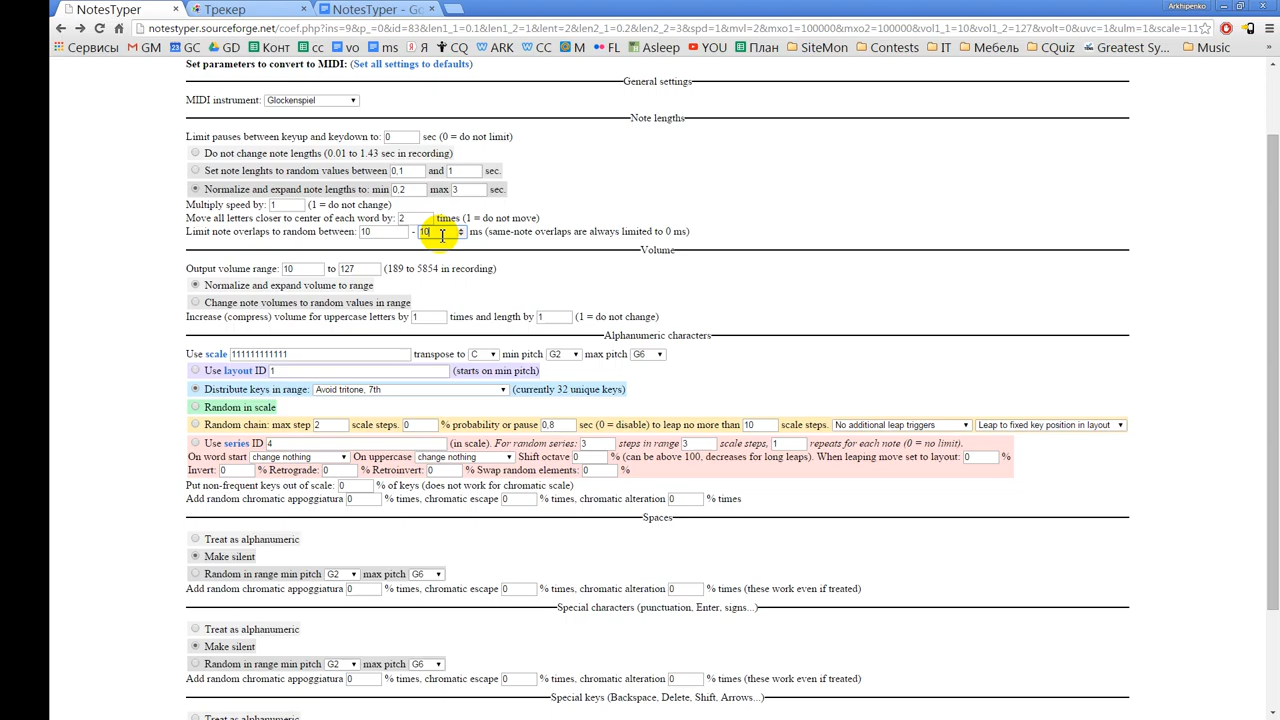 NotesTyper
Трекер
NotesTyper - Go
Arkhipenko
notestyper.sourceforge.net/coef.php?ins=9&p_=0&id=83&len1_1=0.1&len1_2=1&lent=2&len2_1=0.2&len2_2=3&spd=1&mvl=2&mxo1=10000&mxo2=10000&vol1_1=10&vol1_2=127&volt=0&uvc=1&ulm=1&scale=11
Сервисы GM GC GD Конт cc po ms Я CQ ARK CC M FL Asleep YOU План SiteMon Contests IT Мебель CQuiz Greatest Sy... Music
Set parameters to convert to MIDI: (Set all settings to defaults)
General settings
MIDI instrument: Glockenspiel
Note lengths
Limit pauses between keyup and keydown to: 0 sec (0 = do not limit)
Do not change note lengths (0.01 to 1.43 sec in recording)
Set note lenghts to random values between 0,1 and 1 sec.
Normalize and expand note lengths to: min 0,2 max 3 sec.
Multiply speed by: 1 (1 = do not change)
Move all letters closer to center of each word by: 2 times (1 = do not move)
Limit note overlaps to random between: 10 - 10 ms (same-note overlaps are always limited to 0 ms)
Volume
Output volume range: 10 to 127 (189 to 5854 in recording)
Normalize and expand volume to range
Change note volumes to random values in range
Increase (compress) volume for uppercase letters by 1 times and length by 1 (1 = do not change)
Alphanumeric characters
Use scale 111111111111 transpose to C min pitch G2 max pitch G6
Use layout ID 1 (starts on min pitch)
Distribute keys in range: Avoid tritone, 7th (currently 32 unique keys)
Random in scale
Random chain: max step 2 scale steps. 0 % probability or pause 0,8 sec (0 = disable) to leap no more than 10 scale steps. No additional leap triggers Leap to fixed key position in layout
Use series ID 4 (in scale). For random series: 3 steps in range 3 scale steps, 1 repeats for each note (0 = no limit).
On word start change nothing On uppercase change nothing Shift octave 0 % (can be above 100, decreases for long leaps). When leaping move set to layout: 0 %
Invert: 0 % Retrograde: 0 % Retroinvert: 0 % Swap random elements: 0 %
Put non-frequent keys out of scale: 0 % of keys (does not work for chromatic scale)
Add random chromatic appoggiatura 0 % times, chromatic escape 0 % times, chromatic alteration 0 % times
Spaces
Treat as alphanumeric
Make silent
Random in range min pitch G2 max pitch G6
Add random chromatic appoggiatura 0 % times, chromatic escape 0 % times, chromatic alteration 0 % times (these work even if treated)
Special characters (punctuation, Enter, signs...)
Treat as alphanumeric
Make silent
Random in range min pitch G2 max pitch G6
Add random chromatic appoggiatura 0 % times, chromatic escape 0 % times, chromatic alteration 0 % times (these work even if treated)
Special keys (Backspace, Delete, Shift, Arrows...)
Treat as alphanumeric